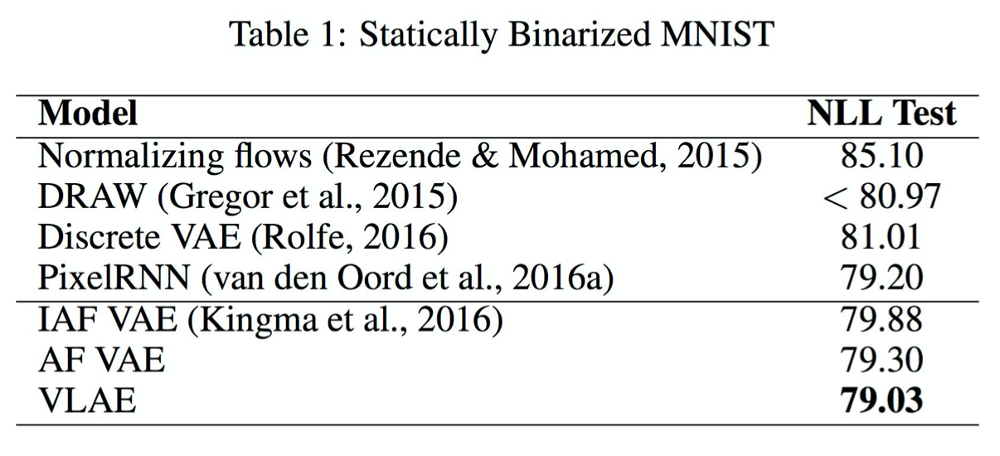 Table 1: Statically Binarized MNIST
Model NLL Test
Normalizing flows (Rezende & Mohamed, 2015) 85.10
DRAW (Gregor et al., 2015) < 80.97
Discrete VAE (Rolfe, 2016) 81.01
PixelRNN (van den Oord et al., 2016a) 79.20
IAF VAE (Kingma et al., 2016) 79.88
AF VAE 79.30
VLAE 79.03